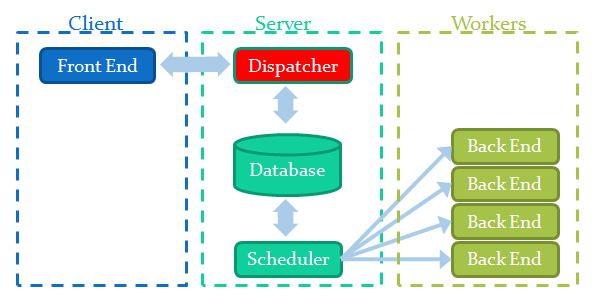 Client
Server
Workers
Front End
Dispatcher
Database
Scheduler
Back End
Back End
Back End
Back End